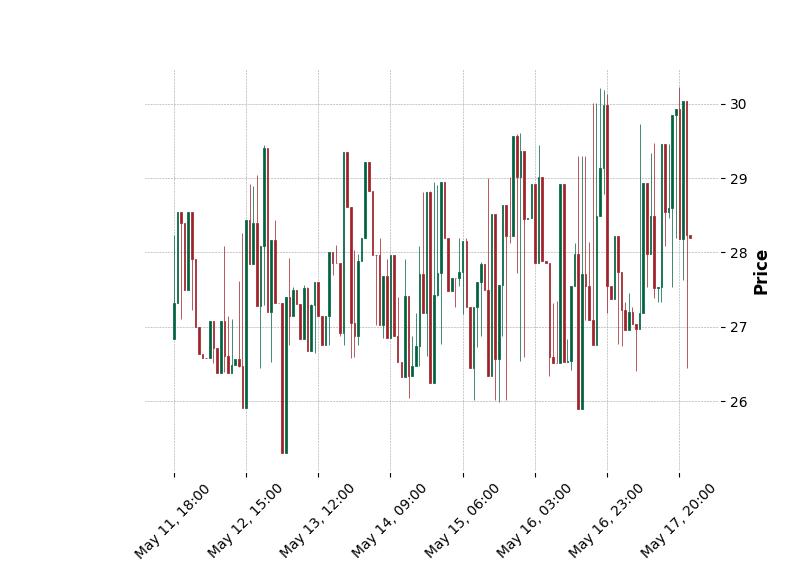 30
29
28
27
26
Price
May 11, 18:00
May 12, 15:00
May 13, 12:00
May 14, 09:00
May 15, 06:00
May 16, 03:00
May 16, 23:00
May 17, 20:00